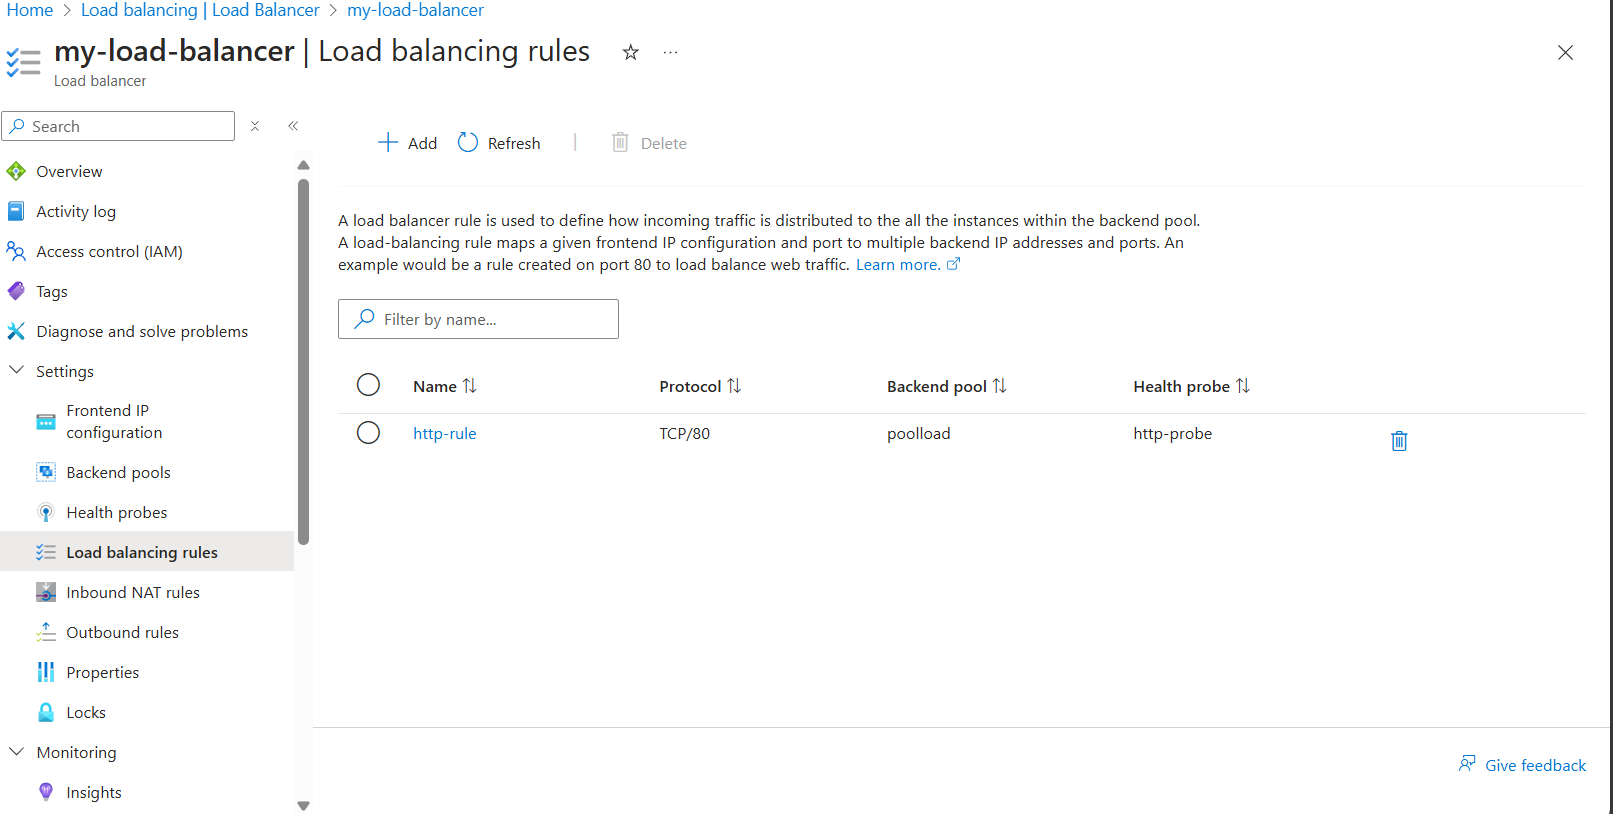 Home > Load balancing | Load Balancer > my-load-balancer
my-load-balancer | Load balancing rules
Load balancer
Search
Overview
Activity log
Access control (IAM)
Tags
Diagnose and solve problems
Settings
Frontend IP
configuration
Backend pools
Health probes
Load balancing rules
Inbound NAT rules
Outbound rules
Properties
Locks
Monitoring
Insights
Add Refresh | Delete
A load balancer rule is used to define how incoming traffic is distributed to the all the instances within the backend pool.
A load-balancing rule maps a given frontend IP configuration and port to multiple backend IP addresses and ports. An
example would be a rule created on port 80 to load balance web traffic. Learn more.
Filter by name...
Name Protocol Backend pool Health probe
http-rule TCP/80 poolload http-probe
Give feedback